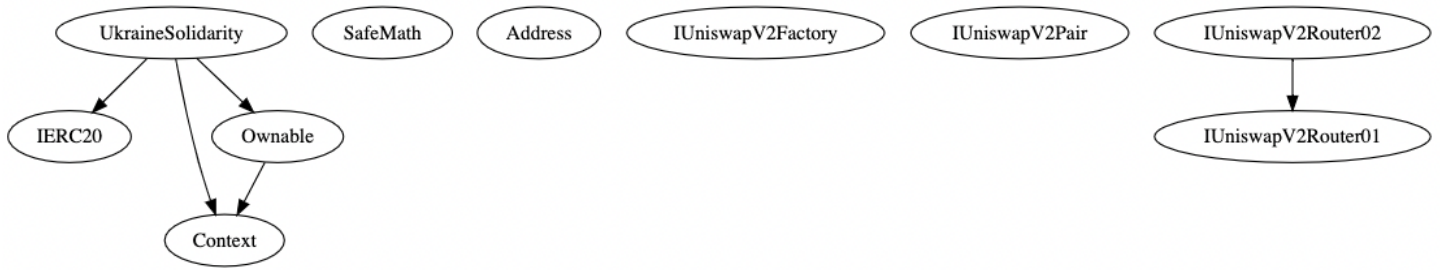 UkraineSolidarity
SafeMath
Address
IUniswapV2Factory
IUniswapV2Pair
IUniswapV2Router02
IERC20
Ownable
IUniswapV2Router01
Context